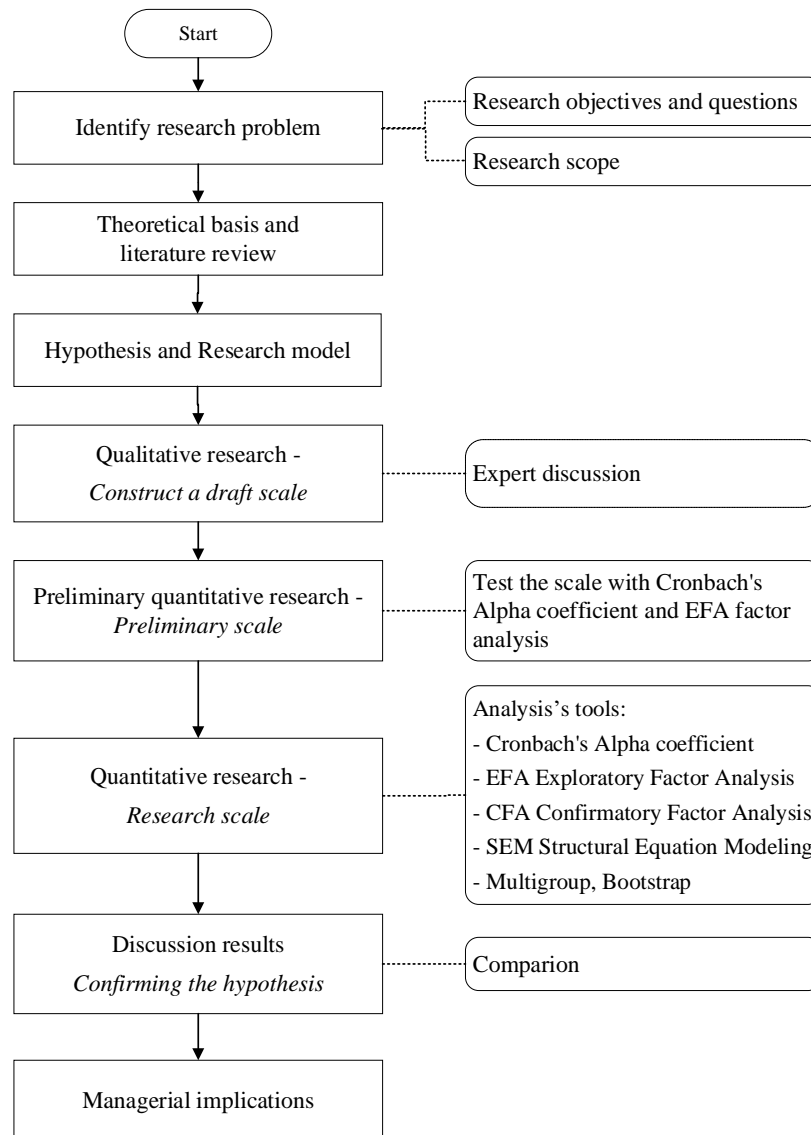 Start
Identify research problem
Research objectives and questions
Research scope
Theoretical basis and
literature review
Hypothesis and Research model
Qualitative research -
Construct a draft scale
Expert discussion
Preliminary quantitative research -
Preliminary scale
Test the scale with Cronbach's
Alpha coefficient and EFA factor
analysis
Quantitative research -
Research scale
Analysis’s tools:
- Cronbach's Alpha coefficient
- EFA Exploratory Factor Analysis
- CFA Confirmatory Factor Analysis
- SEM Structural Equation Modeling
- Multigroup, Bootstrap
Discussion results
Confirming the hypothesis
Comparion
Managerial implications